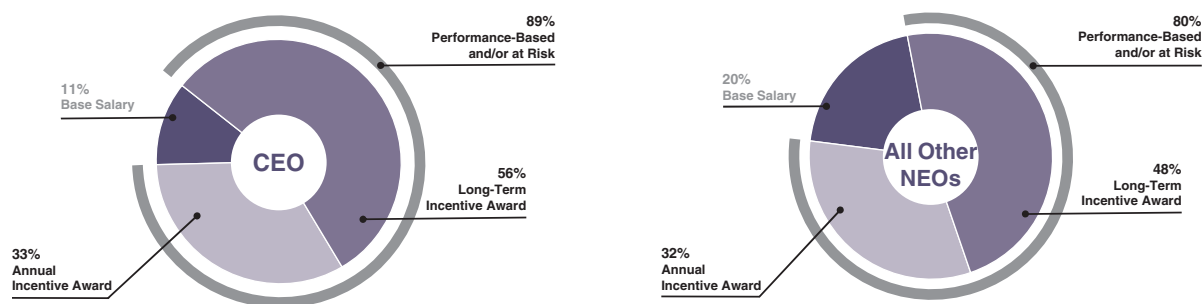 89%
Performance-Based
and/or at Risk
11%
Base Salary
CEO
56%
Long-Term
Incentive Award
33%
Annual
Incentive Award
80%
Performance-Based
and/or at Risk
20%
Base Salary
All Other
NEOs
48%
Long-Term
Incentive Award
32%
Annual
Incentive Award